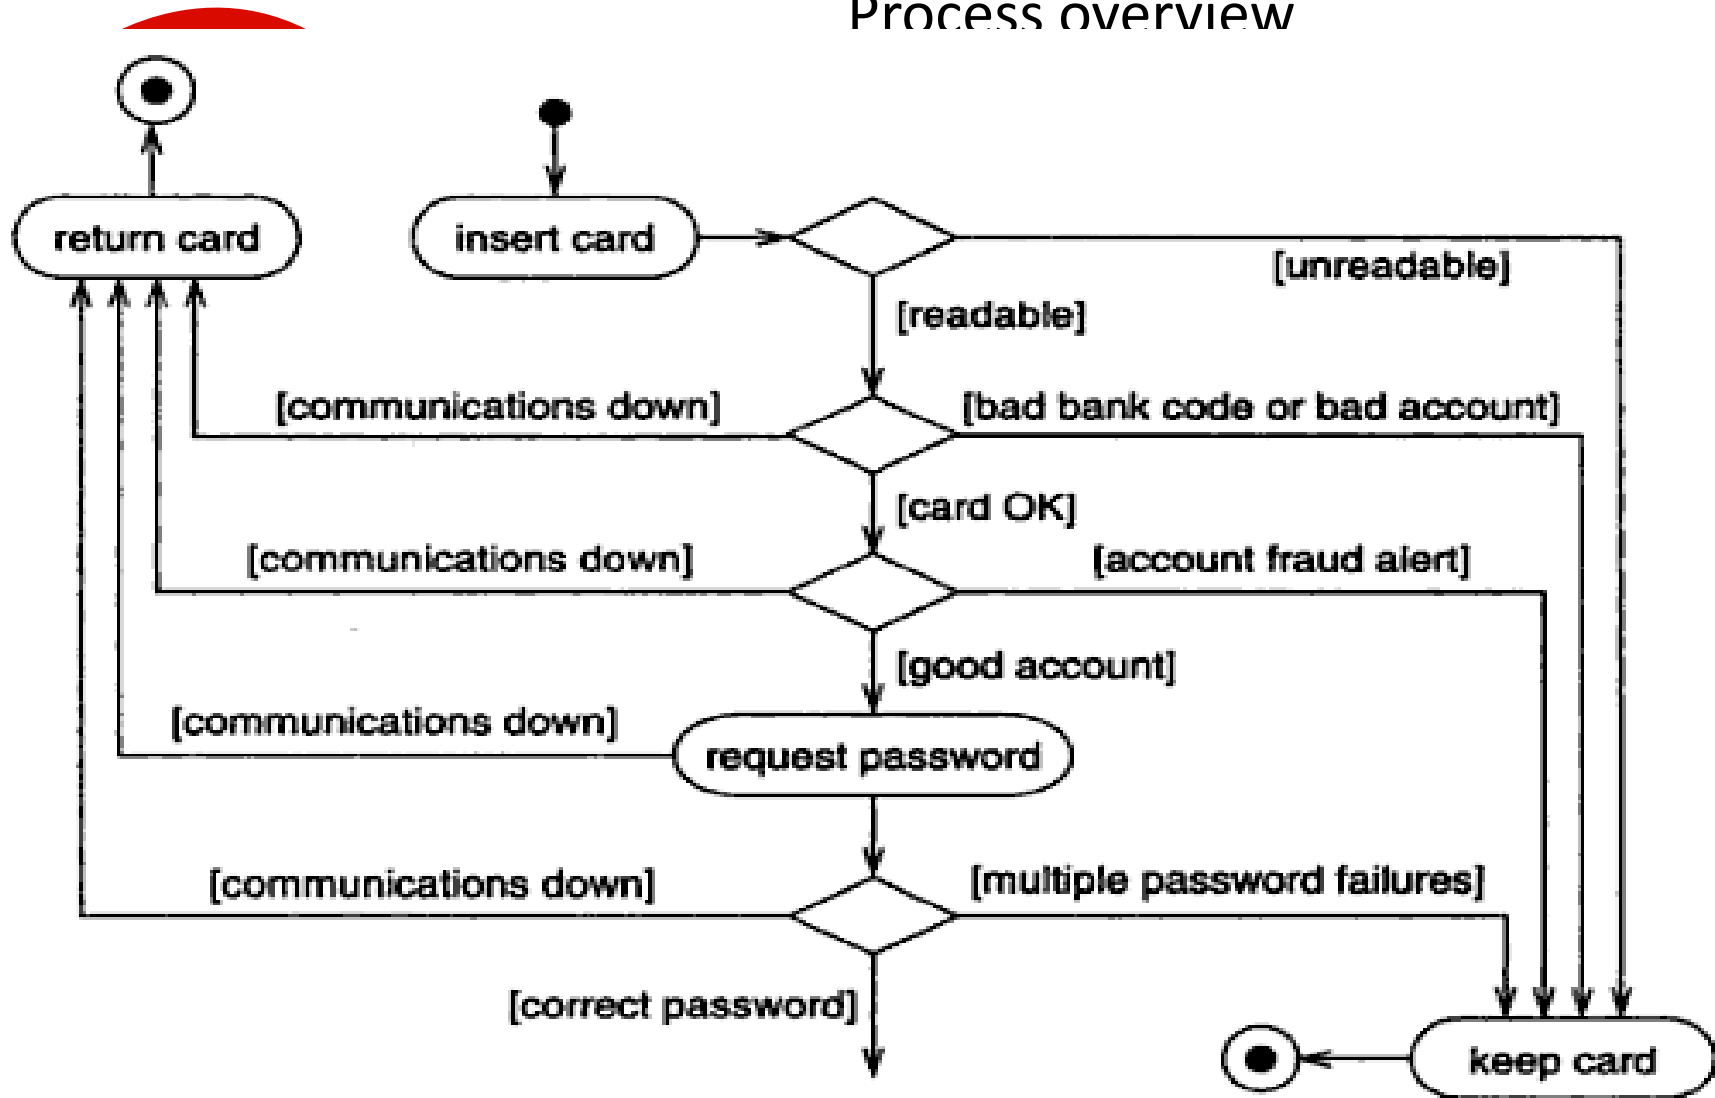 Process overview
return card
insert card
[unreadable]
[readable]
[communications down]
[bad bank code or bad account]
[card OK]
[communications down]
[account fraud alert]
[good account]
[communications down]
request password
[communications down]
[multiple password failures]
[correct password]
keep card